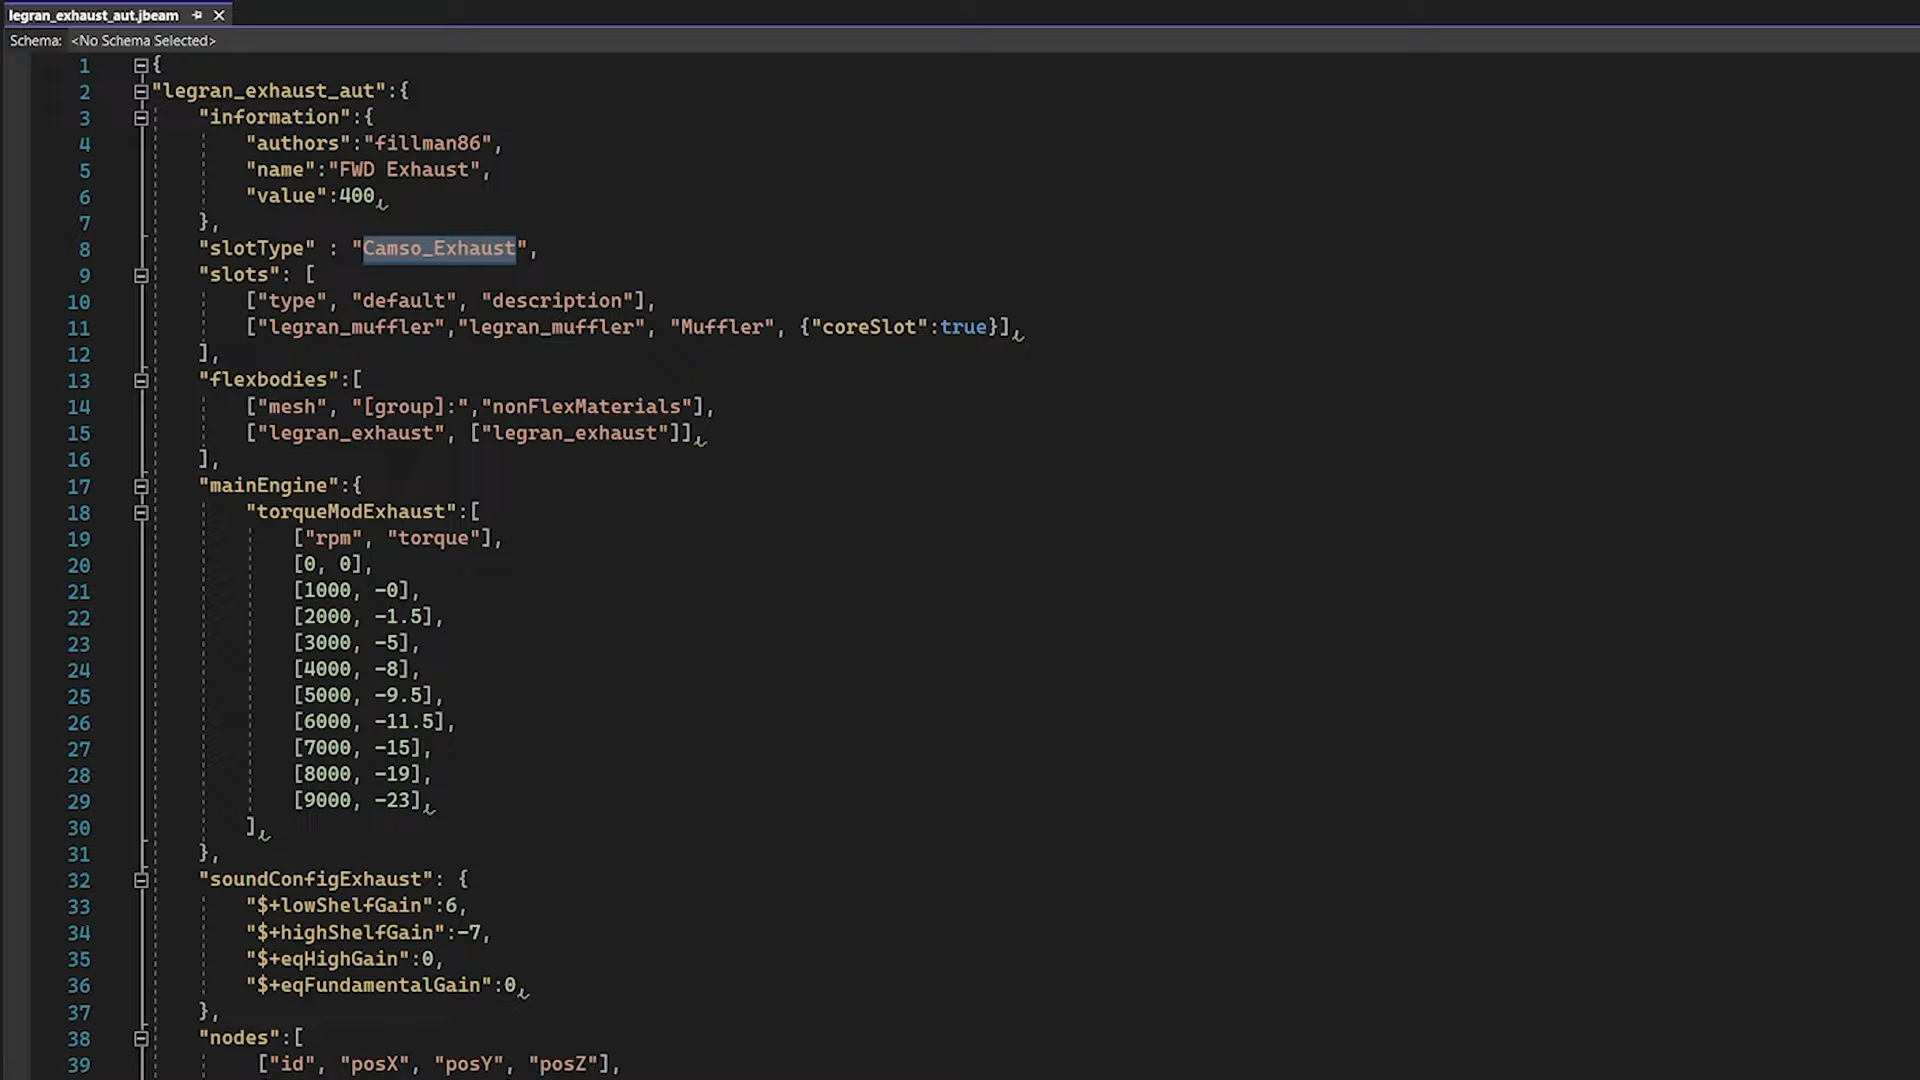 legran_exhaust_aut.jbeam
Schema: <No Schema Selected>
1 {
2 "legran_exhaust_aut":{
3 "information":{
4 "authors":"fillman86",
5 "name":"FWD Exhaust",
6 "value":400,
7 },
8 "slotType" : "Camso_Exhaust",
9 "slots": [
10 ["type", "default", "description"],
11 ["legran_muffler","legran_muffler", "Muffler", {"coreSlot":true}],
12 ],
13 "flexbodies":[
14 ["mesh", "[group]:","nonFlexMaterials"],
15 ["legran_exhaust", ["legran_exhaust"]],
16 ],
17 "mainEngine":{
18 "torqueModExhaust":[
19 ["rpm", "torque"],
20 [0, 0],
21 [1000, -0],
22 [2000, -1.5],
23 [3000, -5],
24 [4000, -8],
25 [5000, -9.5],
26 [6000, -11.5],
27 [7000, -15],
28 [8000, -19],
29 [9000, -23],
30 ],
31 },
32 "soundConfigExhaust": {
33 "$+lowShelfGain":6,
34 "$+highShelfGain":-7,
35 "$+eqHighGain":0,
36 "$+eqFundamentalGain":0,
37 },
38 "nodes":[
39 ["id", "posX", "posY", "posZ"],